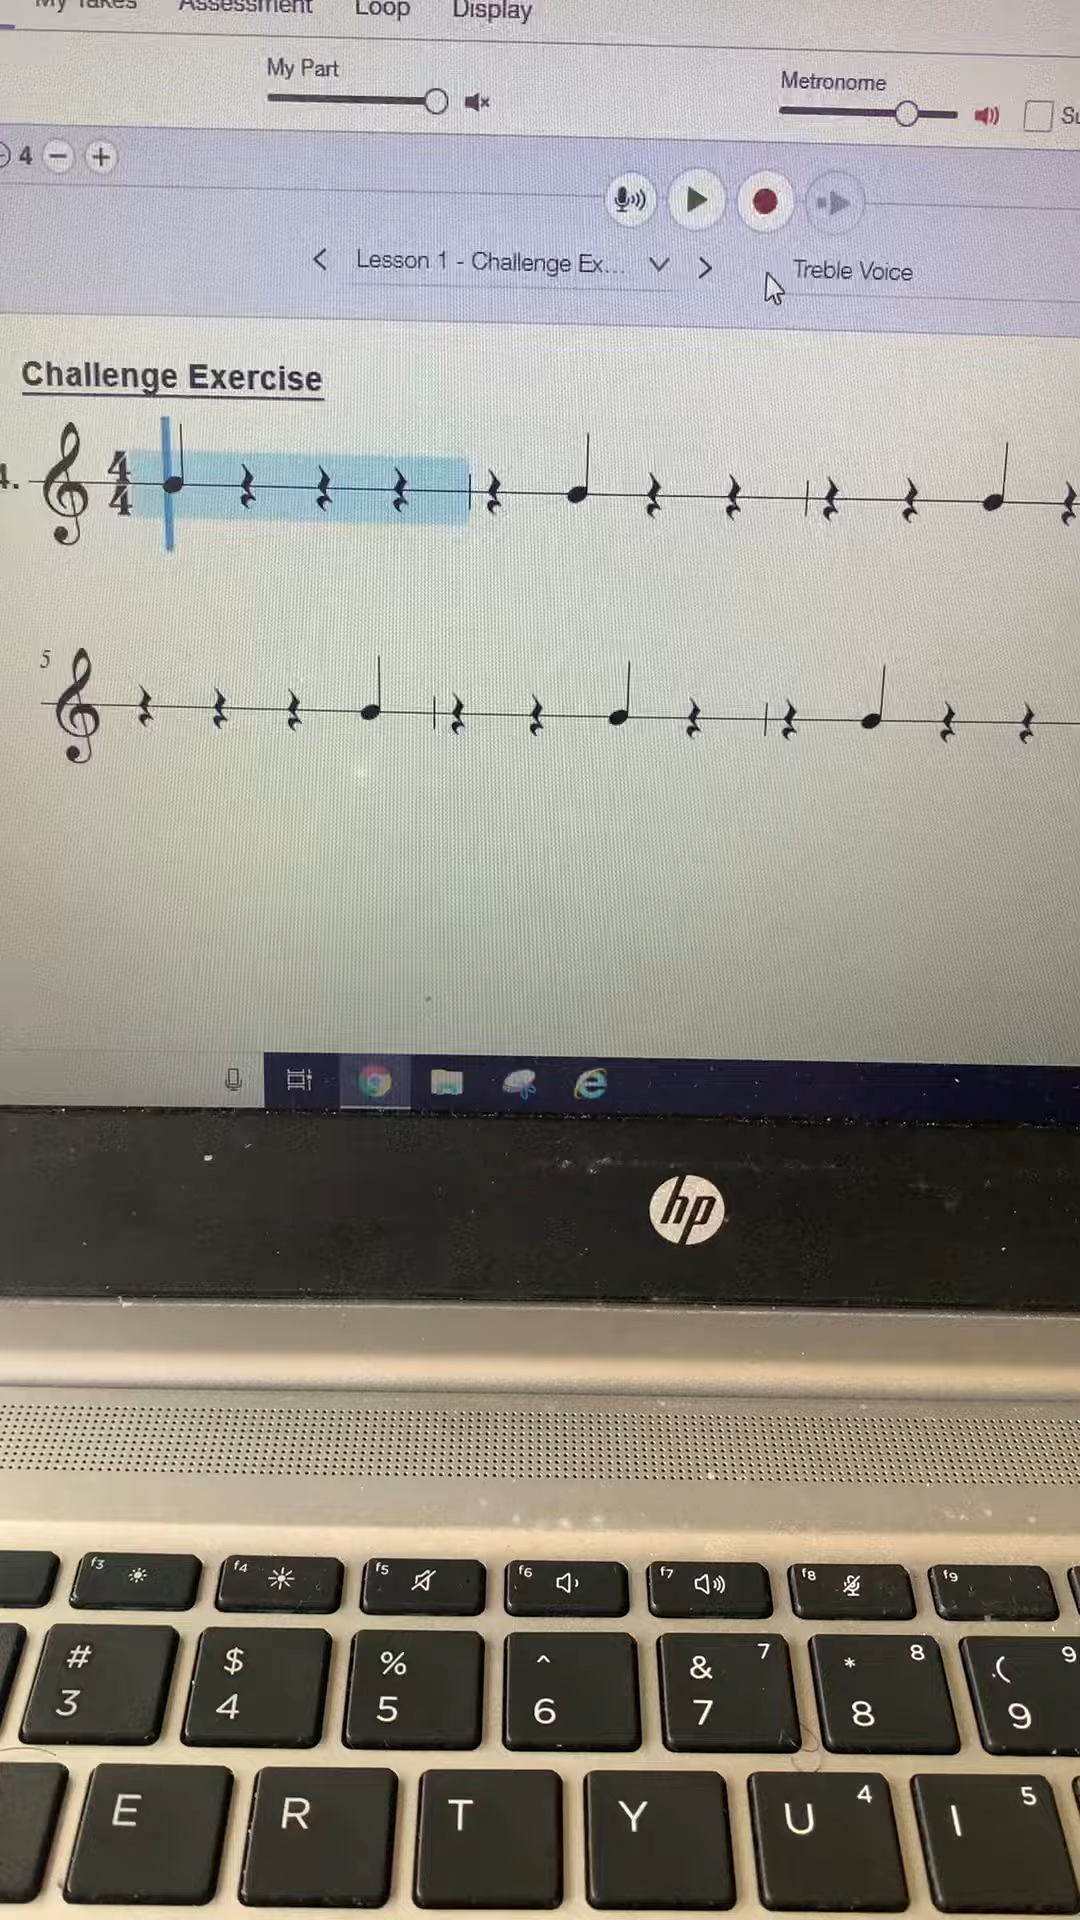 My Takes Assessment Loop Display
My Part
Metronome
4 − +
Lesson 1 - Challenge Ex...
Treble Voice
Challenge Exercise
4
4
5
hp
f3 f4 f5 f6 f7 f8 f9
# $ % ^ & 7 * 8 ( 9
3 4 5 6 7 8 9
E R T Y U 4 I 5